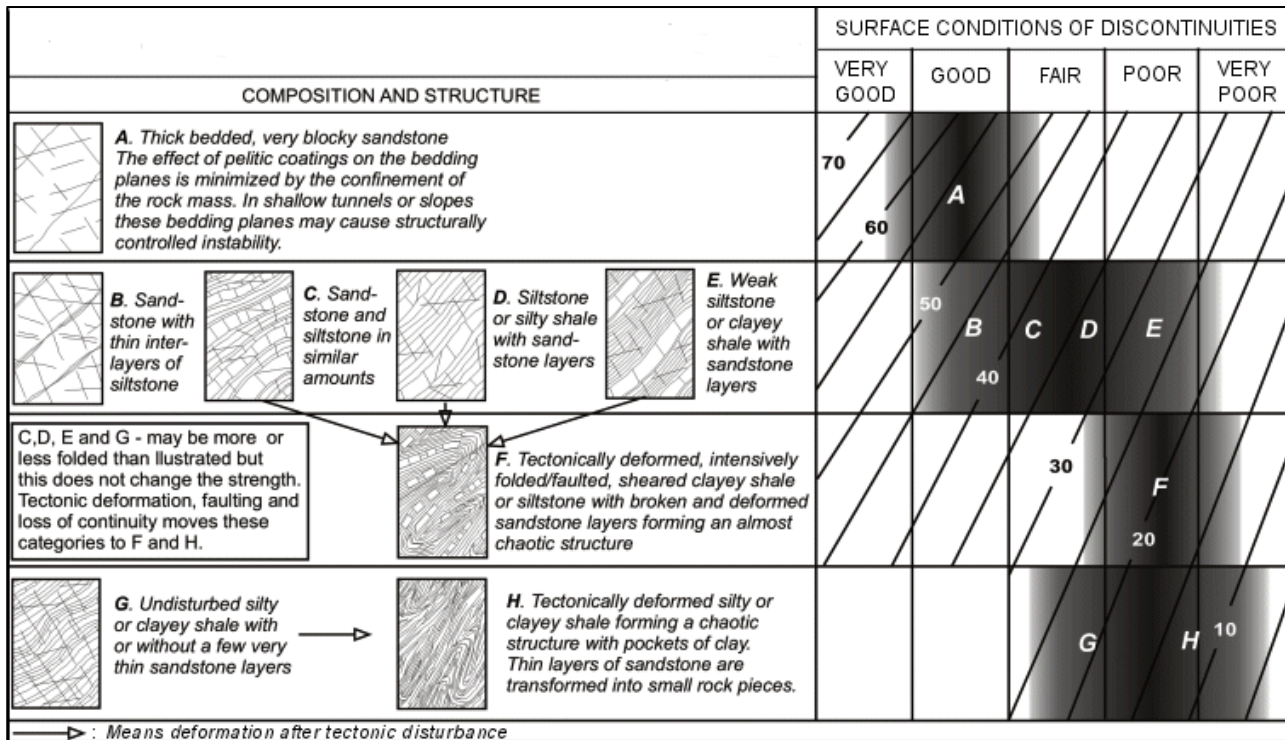 SURFACE CONDITIONS OF DISCONTINUITIES
VERY
GOOD
GOOD
FAIR
POOR
VERY
POOR
COMPOSITION AND STRUCTURE
A. Thick bedded, very blocky sandstone
The effect of pelitic coatings on the bedding
planes is minimized by the confinement of
the rock mass. In shallow tunnels or slopes
these bedding planes may cause structurally
controlled instability.
70
60
A
B. Sand-
stone with
thin inter-
layers of
siltstone
C. Sand-
stone and
siltstone in
similar
amounts
D. Siltstone
or silty shale
with sand-
stone layers
E. Weak
siltstone
or clayey
shale with
sandstone
layers
50
B
C
D
E
40
C,D, E and G - may be more or
less folded than Illustrated but
this does not change the strength.
Tectonic deformation, faulting and
loss of continuity moves these
categories to F and H.
F. Tectonically deformed, intensively
folded/faulted, sheared clayey shale
or siltstone with broken and deformed
sandstone layers forming an almost
chaotic structure
30
F
20
G. Undisturbed silty
or clayey shale with
or without a few very
thin sandstone layers
H. Tectonically deformed silty or
clayey shale forming a chaotic
structure with pockets of clay.
Thin layers of sandstone are
transformed into small rock pieces.
G
H
10
: Means deformation after tectonic disturbance